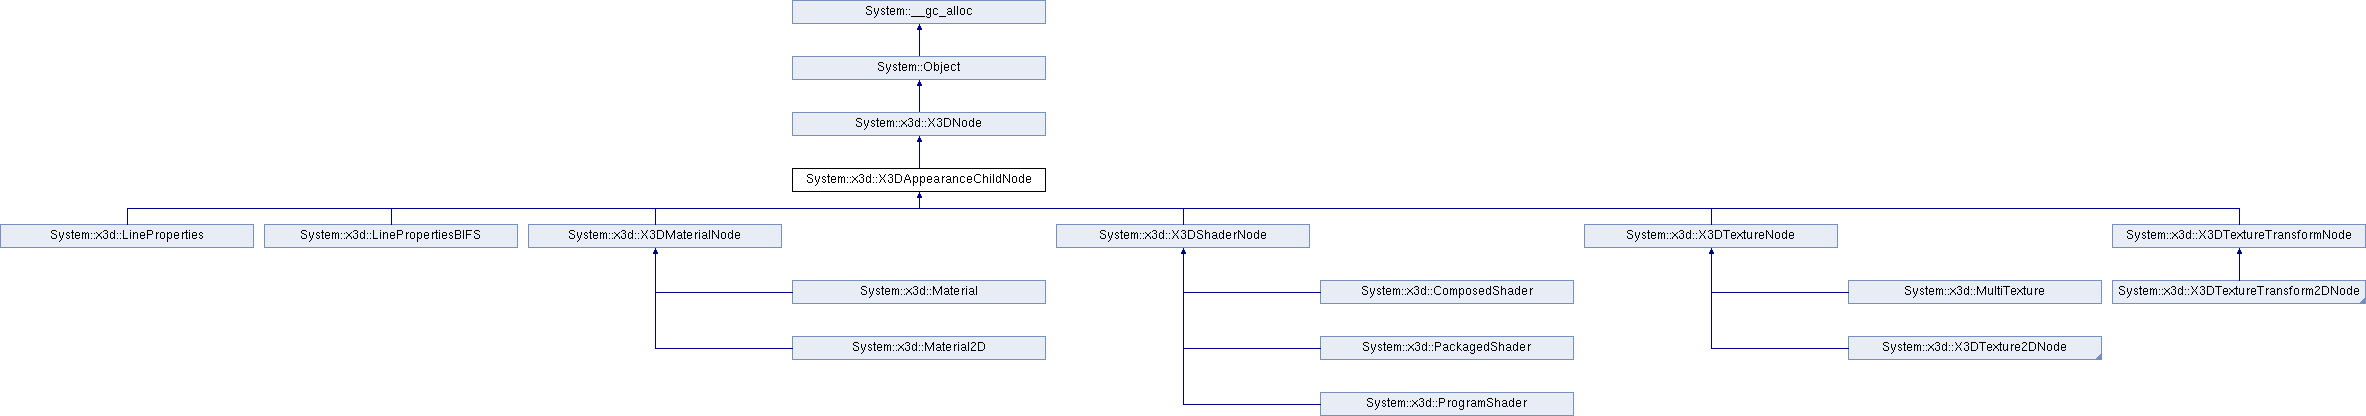 System::__gc_alloc
System::Object
System::x3d::X3DNode
System::x3d::X3DAppearanceChildNode
System::x3d::LineProperties
System::x3d::LinePropertiesBIFS
System::x3d::X3DMaterialNode
System::x3d::X3DShaderNode
System::x3d::X3DTextureNode
System::x3d::X3DTextureTransformNode
System::x3d::Material
System::x3d::ComposedShader
System::x3d::MultiTexture
System::x3d::X3DTextureTransform2DNode
System::x3d::Material2D
System::x3d::PackagedShader
System::x3d::X3DTexture2DNode
System::x3d::ProgramShader